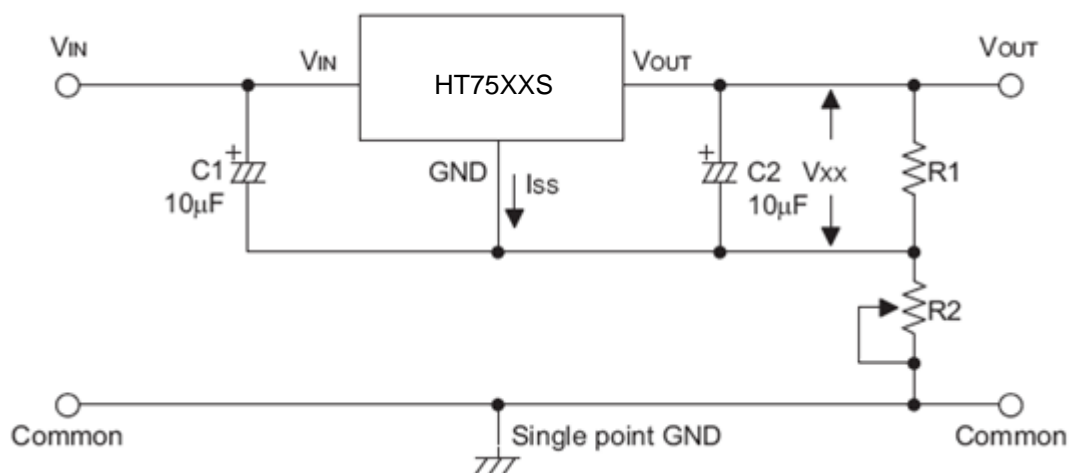 VIN
VIN
HT75XXS
VOUT
VOUT
C1
10µF
GND
ISS
C2
10µF
VXX
R1
R2
Common
Single point GND
Common